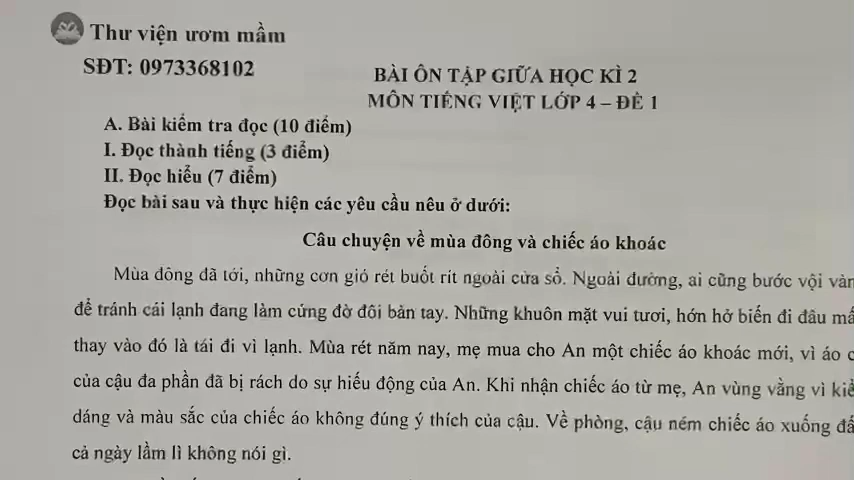 Thư viện ươm mầm
SĐT: 0973368102
BÀI ÔN TẬP GIỮA HỌC KÌ 2
MÔN TIẾNG VIỆT LỚP 4 – ĐỀ 1
A. Bài kiểm tra đọc (10 điểm)
I. Đọc thành tiếng (3 điểm)
II. Đọc hiểu (7 điểm)
Đọc bài sau và thực hiện các yêu cầu nêu ở dưới:
Câu chuyện về mùa đông và chiếc áo khoác
Mùa đông đã tới, những cơn gió rét buốt rít ngoài cửa sổ. Ngoài đường, ai cũng bước vội
để tránh cái lạnh đang làm cứng đờ đôi bàn tay. Những khuôn mặt vui tươi, hớn hở biến đi đâu
thay vào đó là tái đi vì lạnh. Mùa rét năm nay, mẹ mua cho An một chiếc áo khoác mới, vì áo
của cậu đa phần đã bị rách do sự hiếu động của An. Khi nhận chiếc áo từ mẹ, An vùng vằng vì
dáng và màu sắc của chiếc áo không đúng ý thích của cậu. Về phòng, cậu ném chiếc áo xuống
cả ngày lầm lì không nói gì.